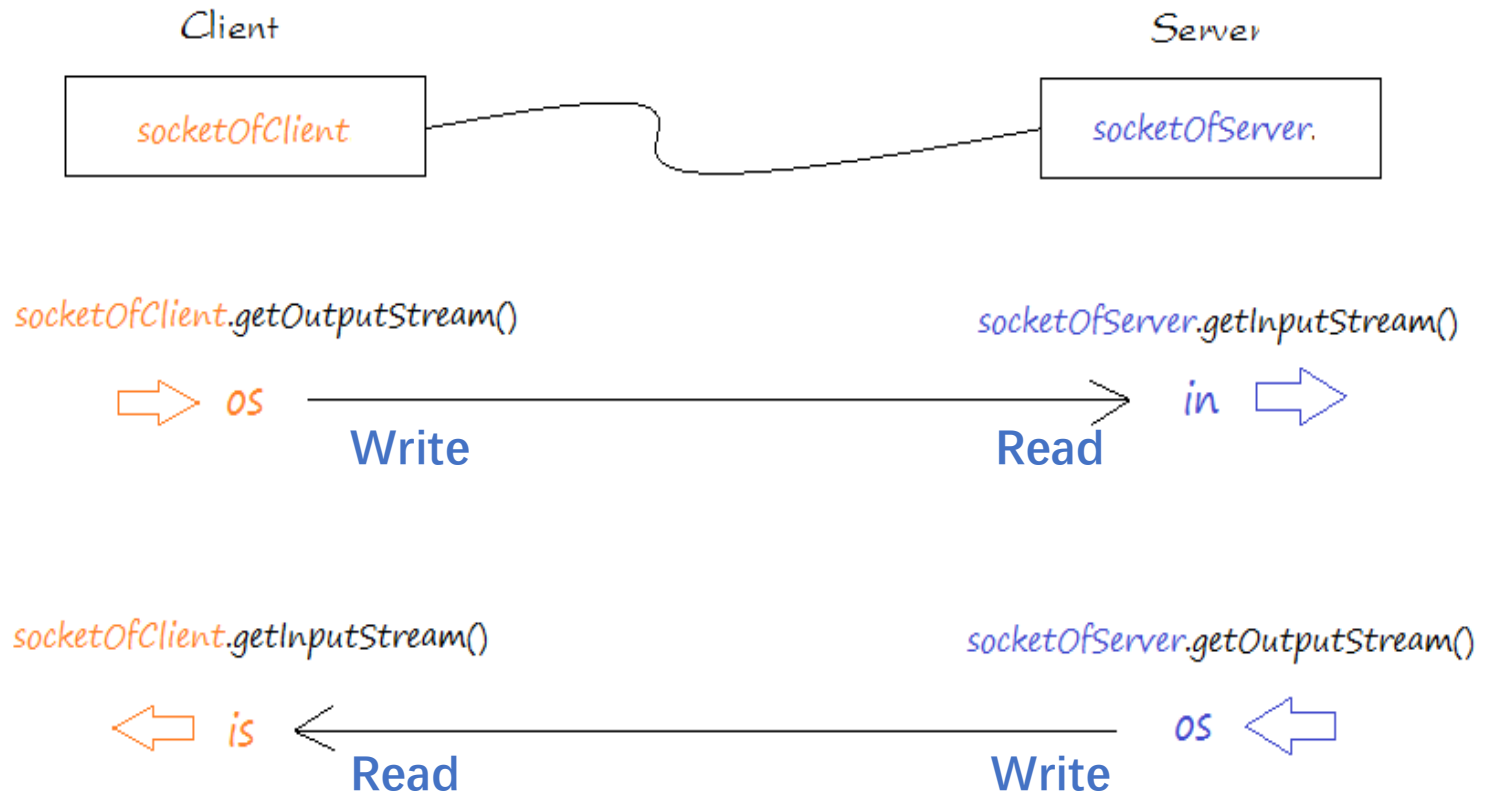 Client
Server
socketOfClient
socketOfServer.
socketOfClient.getOutputStream()
socketOfServer.getInputStream()
os
in
Write
Read
socketOfClient.getInputStream()
socketOfServer.getOutputStream()
is
os
Read
Write